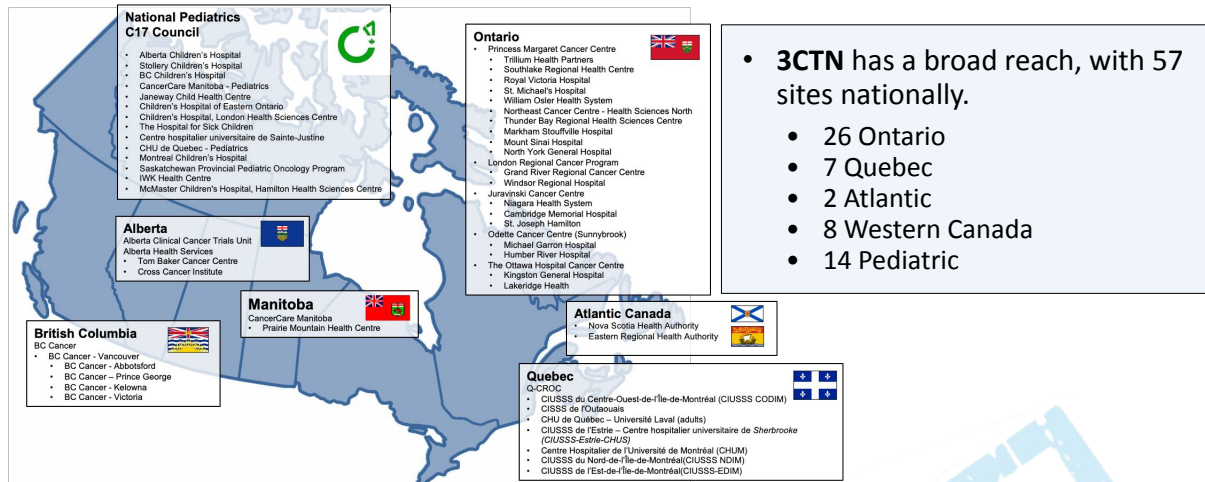 National Pediatrics
C17 Council
• Alberta Children's Hospital
• Stollery Children's Hospital
• BC Children's Hospital
• CancerCare Manitoba - Pediatrics
• Janeway Child Health Centre
• Children's Hospital of Eastern Ontario
• Children's Hospital, London Health Sciences Centre
• The Hospital for Sick Children
• Centre hospitalier universitaire de Sainte-Justine
• CHU de Quebec - Pediatrics
• Montreal Children's Hospital
• Saskatchewan Provincial Pediatric Oncology Program
• IWK Health Centre
• McMaster Children's Hospital, Hamilton Health Sciences Centre
Alberta
Alberta Clinical Cancer Trials Unit
Alberta Health Services
• Tom Baker Cancer Centre
• Cross Cancer Institute
Manitoba
CancerCare Manitoba
• Prairie Mountain Health Centre
British Columbia
BC Cancer
• BC Cancer - Vancouver
• BC Cancer - Abbotsford
• BC Cancer – Prince George
• BC Cancer - Kelowna
• BC Cancer - Victoria
Ontario
• Princess Margaret Cancer Centre
• Trillium Health Partners
• Southlake Regional Health Centre
• Royal Victoria Hospital
• St. Michael's Hospital
• William Osler Health System
• Northeast Cancer Centre - Health Sciences North
• Thunder Bay Regional Health Sciences Centre
• Markham Stouffville Hospital
• Mount Sinai Hospital
• North York General Hospital
• London Regional Cancer Program
• Grand River Regional Cancer Centre
• Windsor Regional Hospital
• Juravinski Cancer Centre
• Niagara Health System
• Cambridge Memorial Hospital
• St. Joseph Hamilton
• Odette Cancer Centre (Sunnybrook)
• Michael Garron Hospital
• Humber River Hospital
• The Ottawa Hospital Cancer Centre
• Kingston General Hospital
• Lakeridge Health
Atlantic Canada
• Nova Scotia Health Authority
• Eastern Regional Health Authority
Quebec
Q-CROC
• CIUSSS du Centre-Ouest-de-l'Île-de-Montréal (CIUSSS CODIM)
• CISSS de l'Outaouais
• CHU de Québec – Université Laval (adults)
• CIUSSS de l'Estrie – Centre hospitalier universitaire de Sherbrooke
(CIUSSS-Estrie-CHUS)
• Centre Hospitalier de l'Université de Montréal (CHUM)
• CIUSSS du Nord-de-l'Île-de-Montréal(CIUSSS NDIM)
• CIUSSS de l'Est-de-l'Île-de-Montréal(CIUSSS-EDIM)
• 3CTN has a broad reach, with 57
sites nationally.
• 26 Ontario
• 7 Quebec
• 2 Atlantic
• 8 Western Canada
• 14 Pediatric